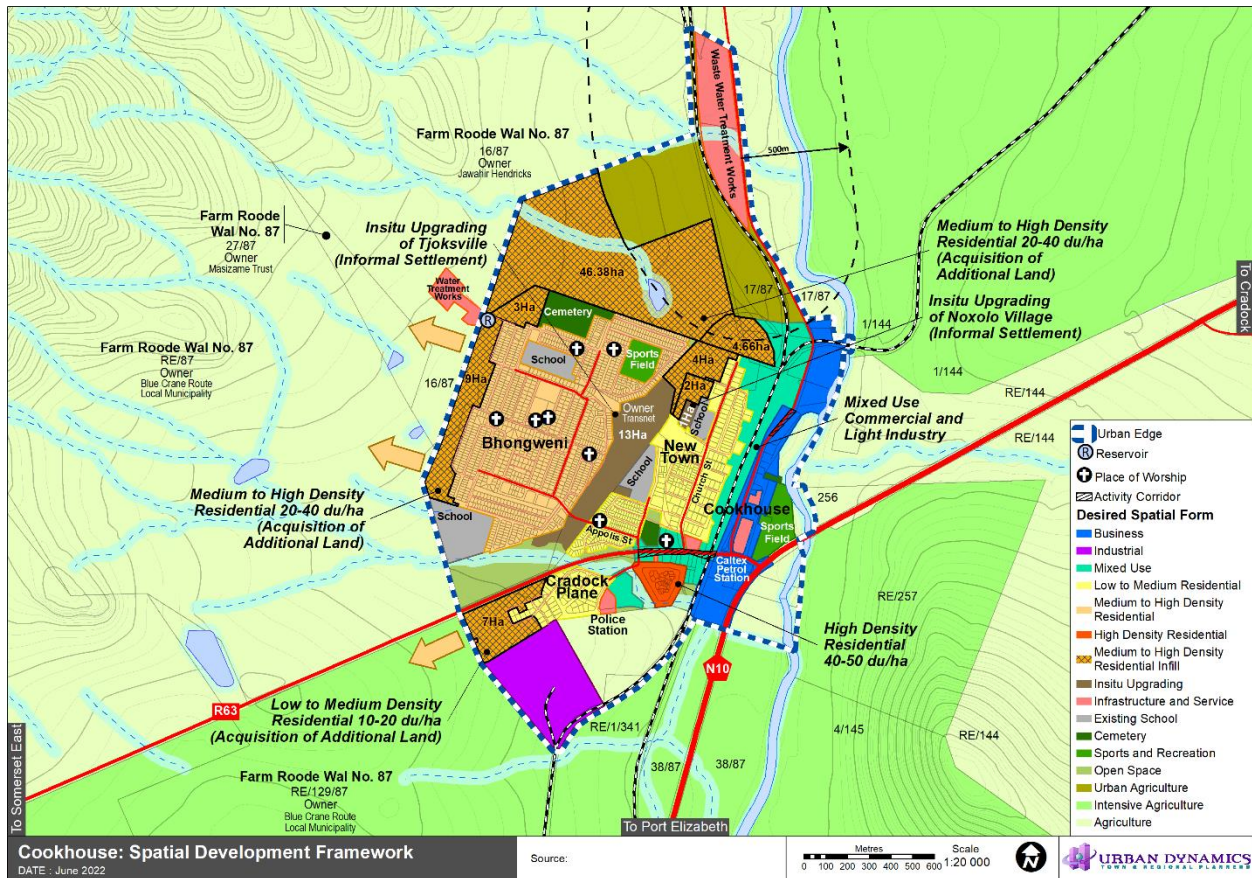 Farm Roode Wal No. 87
16/87
Owner
Jawahir Hendricks
Farm Roode
Wal No. 87
27/87
Owner
Masizame Trust
Farm Roode Wal No. 87
RE/87
Owner
Blue Crane Route
Local Municipality
Waste Water Treatment Works
500m
Insitu Upgrading
of Tjoksville
(Informal Settlement)
Medium to High Density
Residential 20-40 du/ha
(Acquisition of
Additional Land)
Insitu Upgrading
of Noxolo Village
(Informal Settlement)
To Cradock
Water
Treatment
Works
R
46.38ha
3Ha
Cemetery
17/87
17/87
1/144
4.66ha
4Ha
2Ha
1Ha
School
Sports
Field
School
16/87
9Ha
Owner
Transnet
13Ha
Bhongweni
New
Town
School
Church St
1/144
RE/144
RE/144
Mixed Use
Commercial and
Light Industry
Medium to High Density
Residential 20-40 du/ha
(Acquisition of
Additional Land)
School
Appolis St
Cookhouse
Sports
Field
256
Caltex
Petrol
Station
Cradock
Plane
Police
Station
7Ha
RE/257
High Density
Residential
40-50 du/ha
N10
R63
Low to Medium Density
Residential 10-20 du/ha
(Acquisition of Additional Land)
RE/1/341
4/145
RE/144
38/87
38/87
Farm Roode Wal No. 87
RE/129/87
Owner
Blue Crane Route
Local Municipality
To Somerset East
To Port Elizabeth
Urban Edge
R Reservoir
Place of Worship
Activity Corridor
Desired Spatial Form
Business
Industrial
Mixed Use
Low to Medium Residential
Medium to High Density
Residential
High Density Residential
Medium to High Density
Residential Infill
Insitu Upgrading
Infrastructure and Service
Existing School
Cemetery
Sports and Recreation
Open Space
Urban Agriculture
Intensive Agriculture
Agriculture
Cookhouse: Spatial Development Framework
DATE : June 2022
Source:
Metres
0 100 200 300 400 500 600
Scale
1:20 000
N
URBAN DYNAMICS
TOWN & REGIONAL PLANNERS